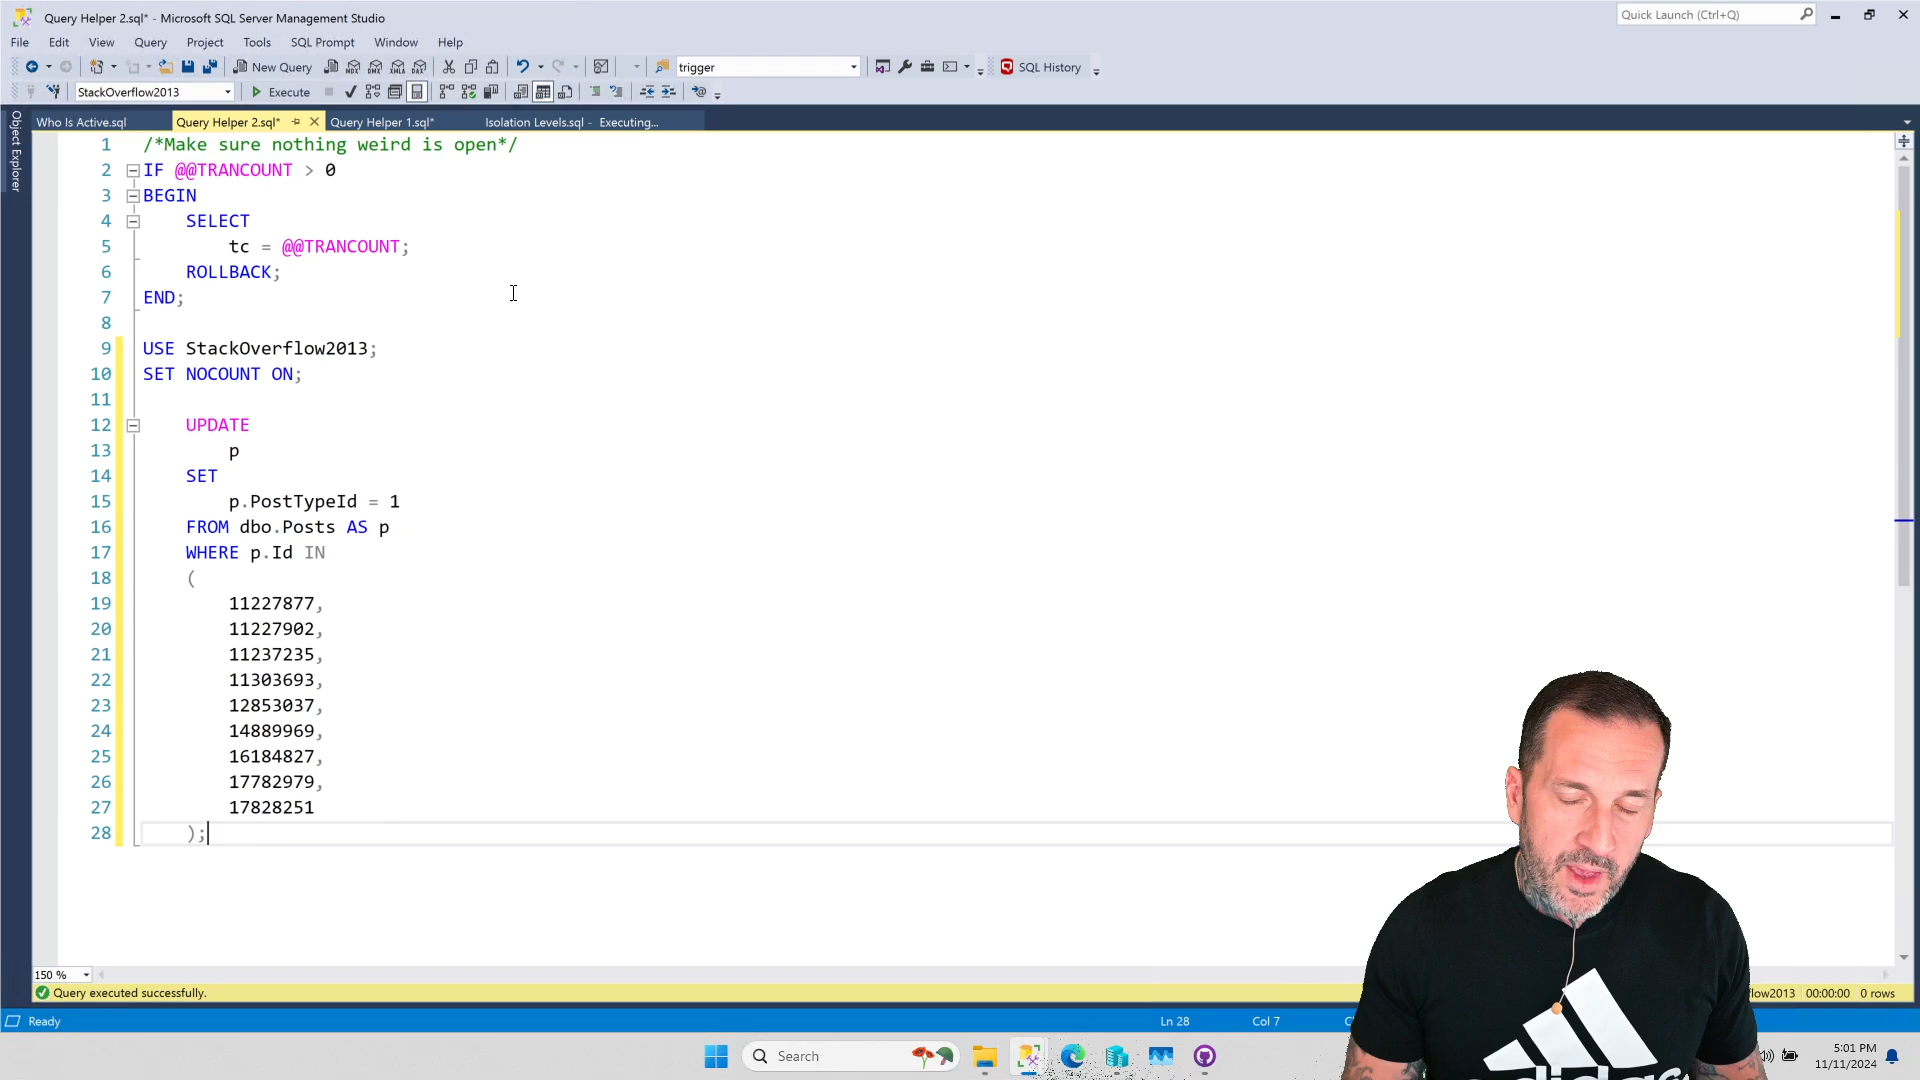 Query Helper 2.sql* - Microsoft SQL Server Management Studio
Quick Launch (Ctrl+Q)
File Edit View Query Project Tools SQL Prompt Window Help
New Query trigger SQL History
StackOverflow2013 Execute
Who Is Active.sql Query Helper 2.sql* Query Helper 1.sql* Isolation Levels.sql - Executing...
Object Explorer
1 /*Make sure nothing weird is open*/
2 IF @@TRANCOUNT > 0
3 BEGIN
4 SELECT
5 tc = @@TRANCOUNT;
6 ROLLBACK;
7 END;
8
9 USE StackOverflow2013;
10 SET NOCOUNT ON;
11
12 UPDATE
13 p
14 SET
15 p.PostTypeId = 1
16 FROM dbo.Posts AS p
17 WHERE p.Id IN
18 (
19 11227877,
20 11227902,
21 11237235,
22 11303693,
23 12853037,
24 14889969,
25 16184827,
26 17782979,
27 17828251
28 );
150 %
Query executed successfully. 00:00:00 0 rows
Ready Ln 28 Col 7
Search
5:01 PM
11/11/2024
adidas